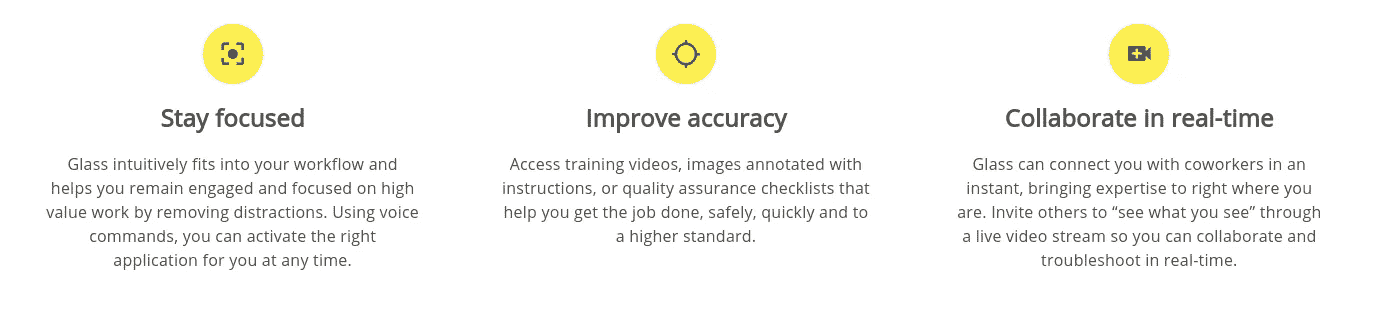 Stay focused
Glass intuitively fits into your workflow and
helps you remain engaged and focused on high
value work by removing distractions. Using voice
commands, you can activate the right
application for you at any time.
Improve accuracy
Access training videos, images annotated with
instructions, or quality assurance checklists that
help you get the job done, safely, quickly and to
a higher standard.
Collaborate in real-time
Glass can connect you with coworkers in an
instant, bringing expertise to right where you
are. Invite others to “see what you see” through
a live video stream so you can collaborate and
troubleshoot in real-time.